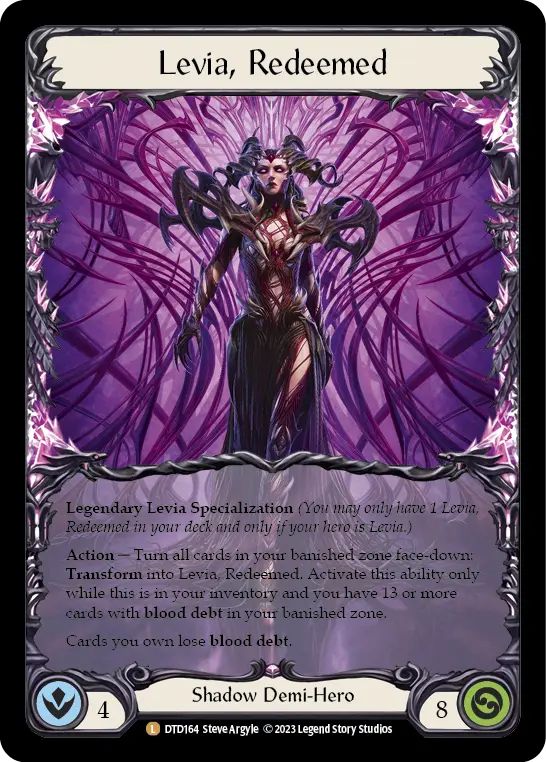 Levia, Redeemed
Legendary Levia Specialization (You may only have 1 Levia,
Redeemed in your deck and only if your hero is Levia.)
Action — Turn all cards in your banished zone face-down:
Transform into Levia, Redeemed. Activate this ability only
while this is in your inventory and you have 13 or more
cards with blood debt in your banished zone.
Cards you own lose blood debt.
4
Shadow Demi-Hero
8
L DTD164 Steve Argyle © 2023 Legend Story Studios